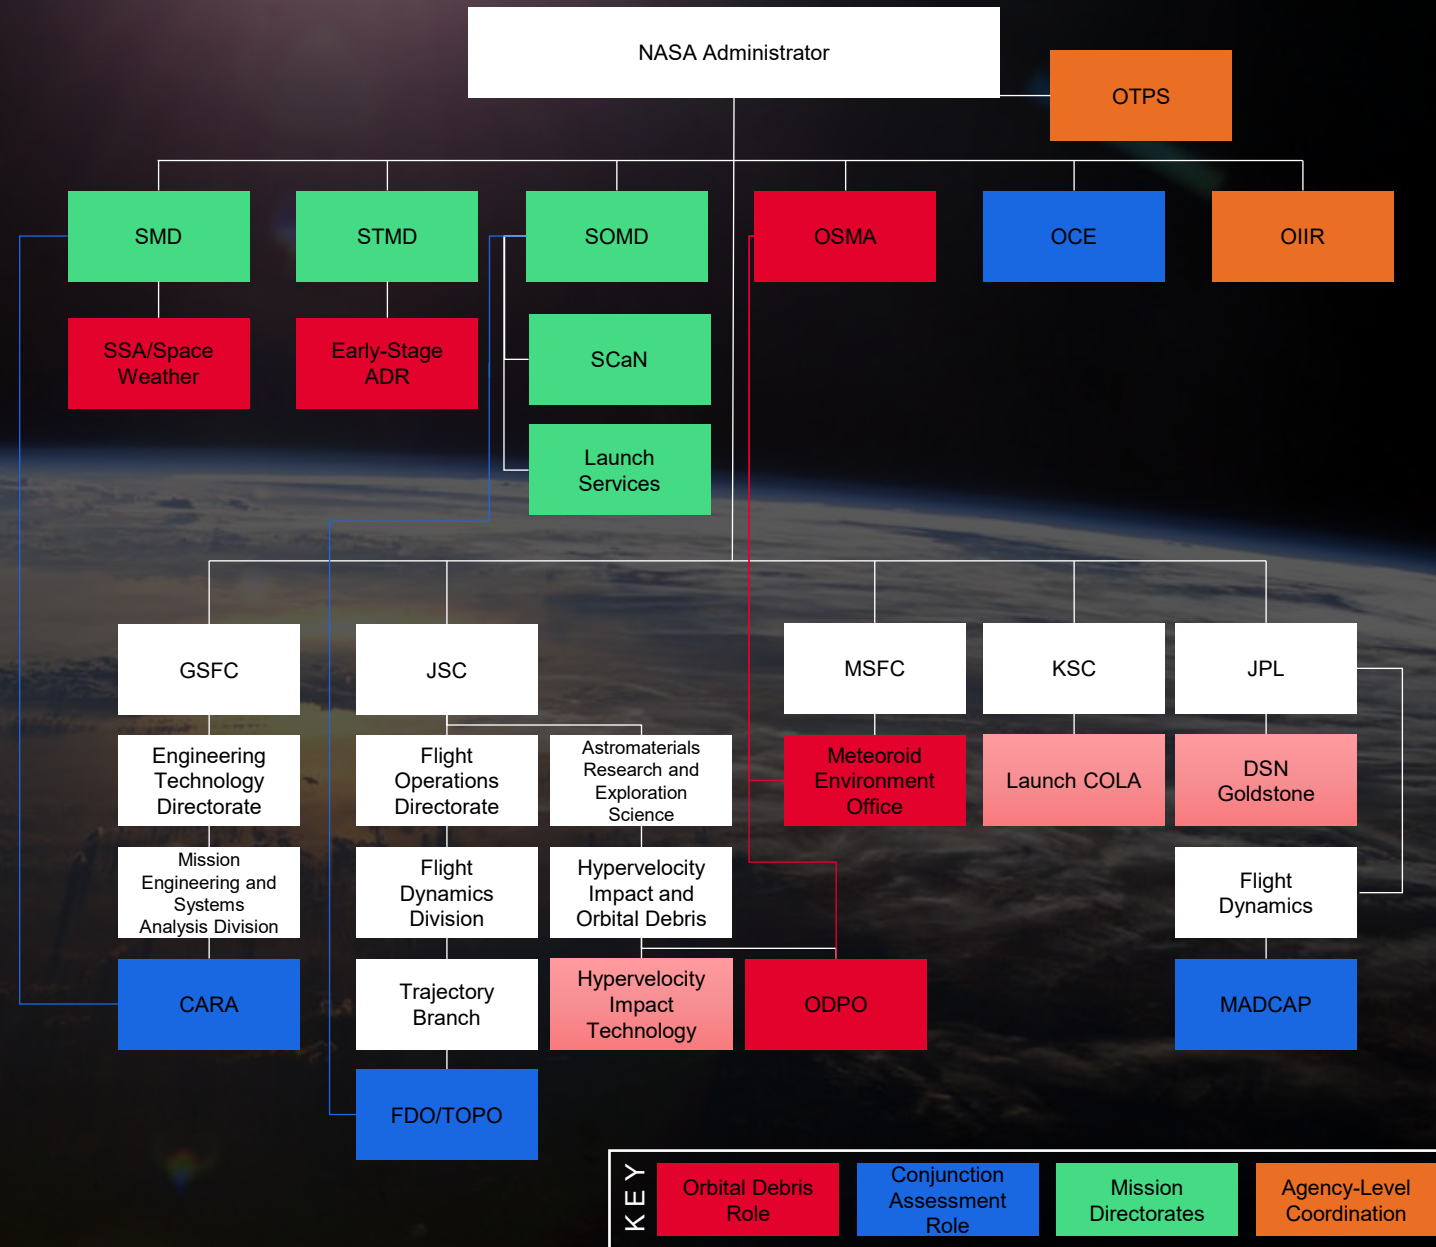 NASA Administrator
OTPS
SMD
STMD
SOMD
OSMA
OCE
OIIR
SSA/Space
Weather
Early-Stage
ADR
SCaN
Launch
Services
GSFC
JSC
MSFC
KSC
JPL
Engineering
Technology
Directorate
Flight
Operations
Directorate
Astromaterials
Research and
Exploration
Science
Meteoroid
Environment
Office
Launch COLA
DSN
Goldstone
Mission
Engineering and
Systems
Analysis Division
Flight
Dynamics
Division
Hypervelocity
Impact and
Orbital Debris
Flight
Dynamics
CARA
Trajectory
Branch
Hypervelocity
Impact
Technology
ODPO
MADCAP
FDO/TOPO
KEY
Orbital Debris
Role
Conjunction
Assessment
Role
Mission
Directorates
Agency-Level
Coordination